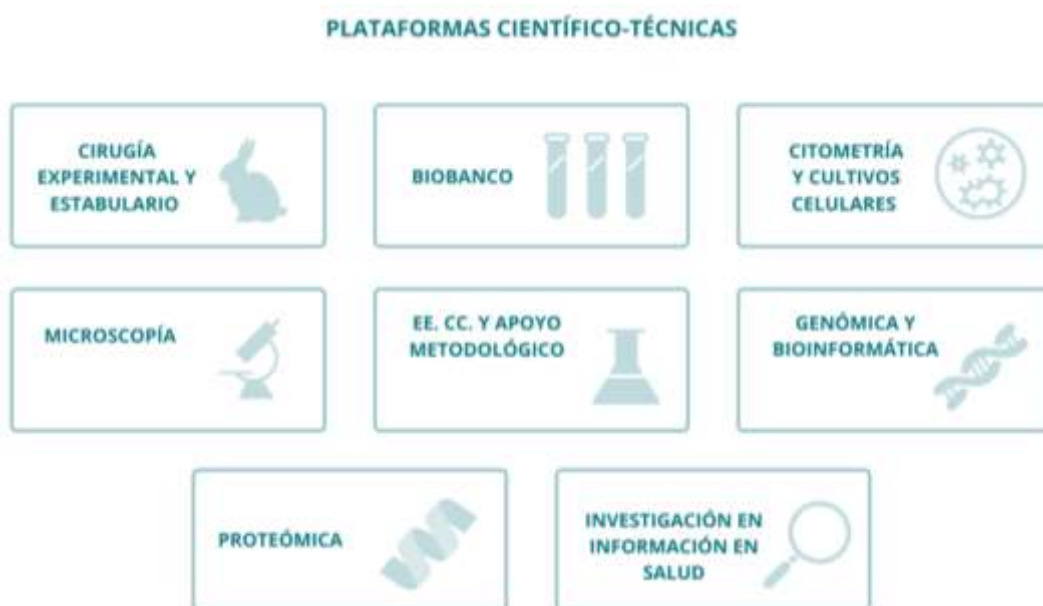 PLATAFORMAS CIENTÍFICO-TÉCNICAS
CIRUGÍA
EXPERIMENTAL Y
ESTABULARIO
BIOBANCO
CITOMETRÍA
Y CULTIVOS
CELULARES
MICROSCOPÍA
EE. CC. Y APOYO
METODOLÓGICO
GENÓMICA Y
BIOINFORMÁTICA
PROTEÓMICA
INVESTIGACIÓN EN
INFORMACIÓN EN
SALUD